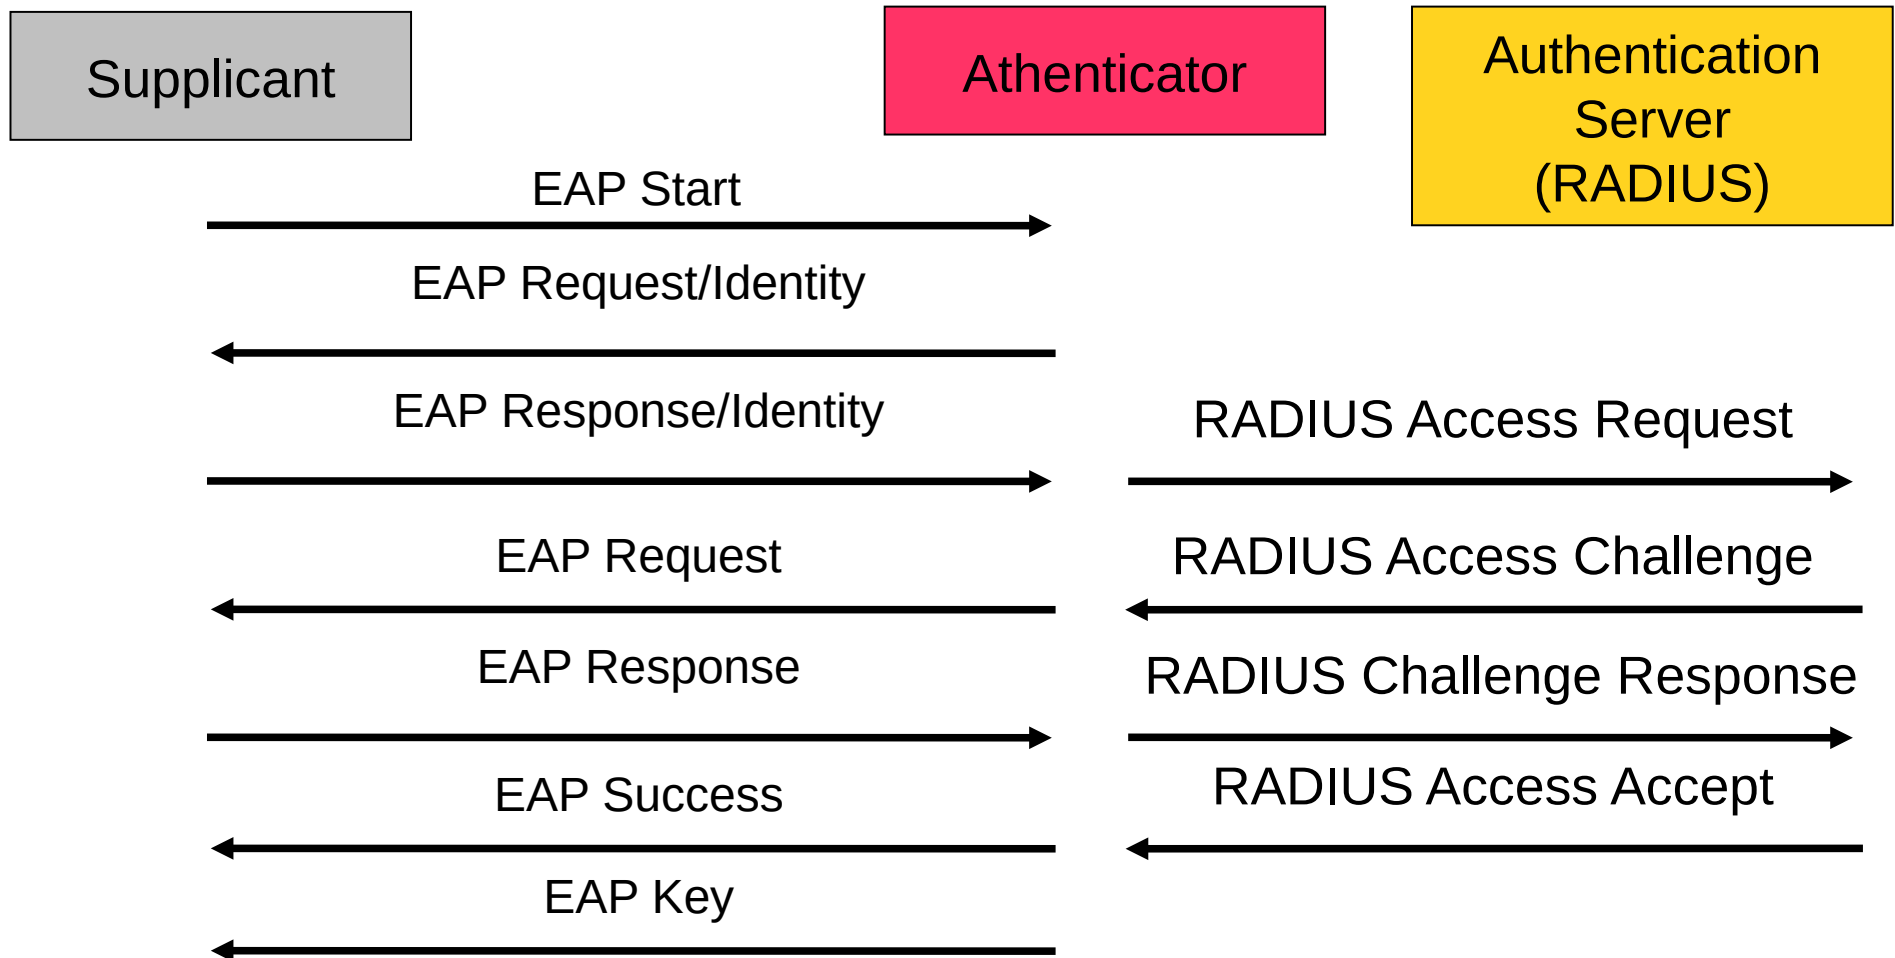 Supplicant
Athenticator
Authentication
Server
(RADIUS)
EAP Start
EAP Request/Identity
EAP Response/Identity
RADIUS Access Request
EAP Request
RADIUS Access Challenge
EAP Response
RADIUS Challenge Response
EAP Success
RADIUS Access Accept
EAP Key